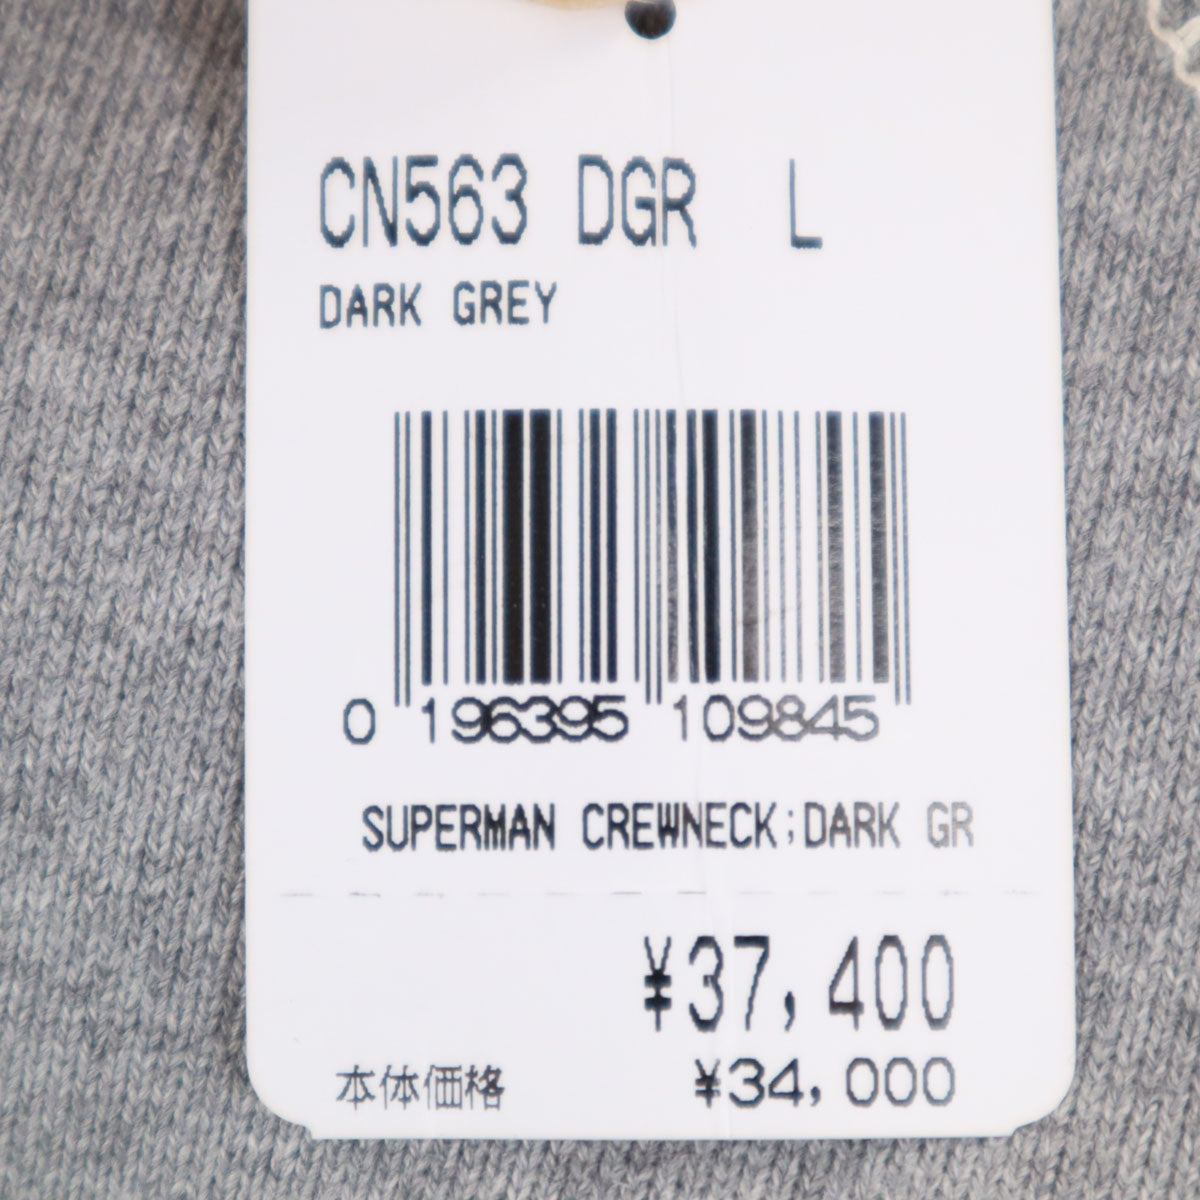 CN563 DGR L
DARK GREY
0 196395 109845
SUPERMAN CREWNECK;DARK GR
¥37,400
本体価格 ¥34,000